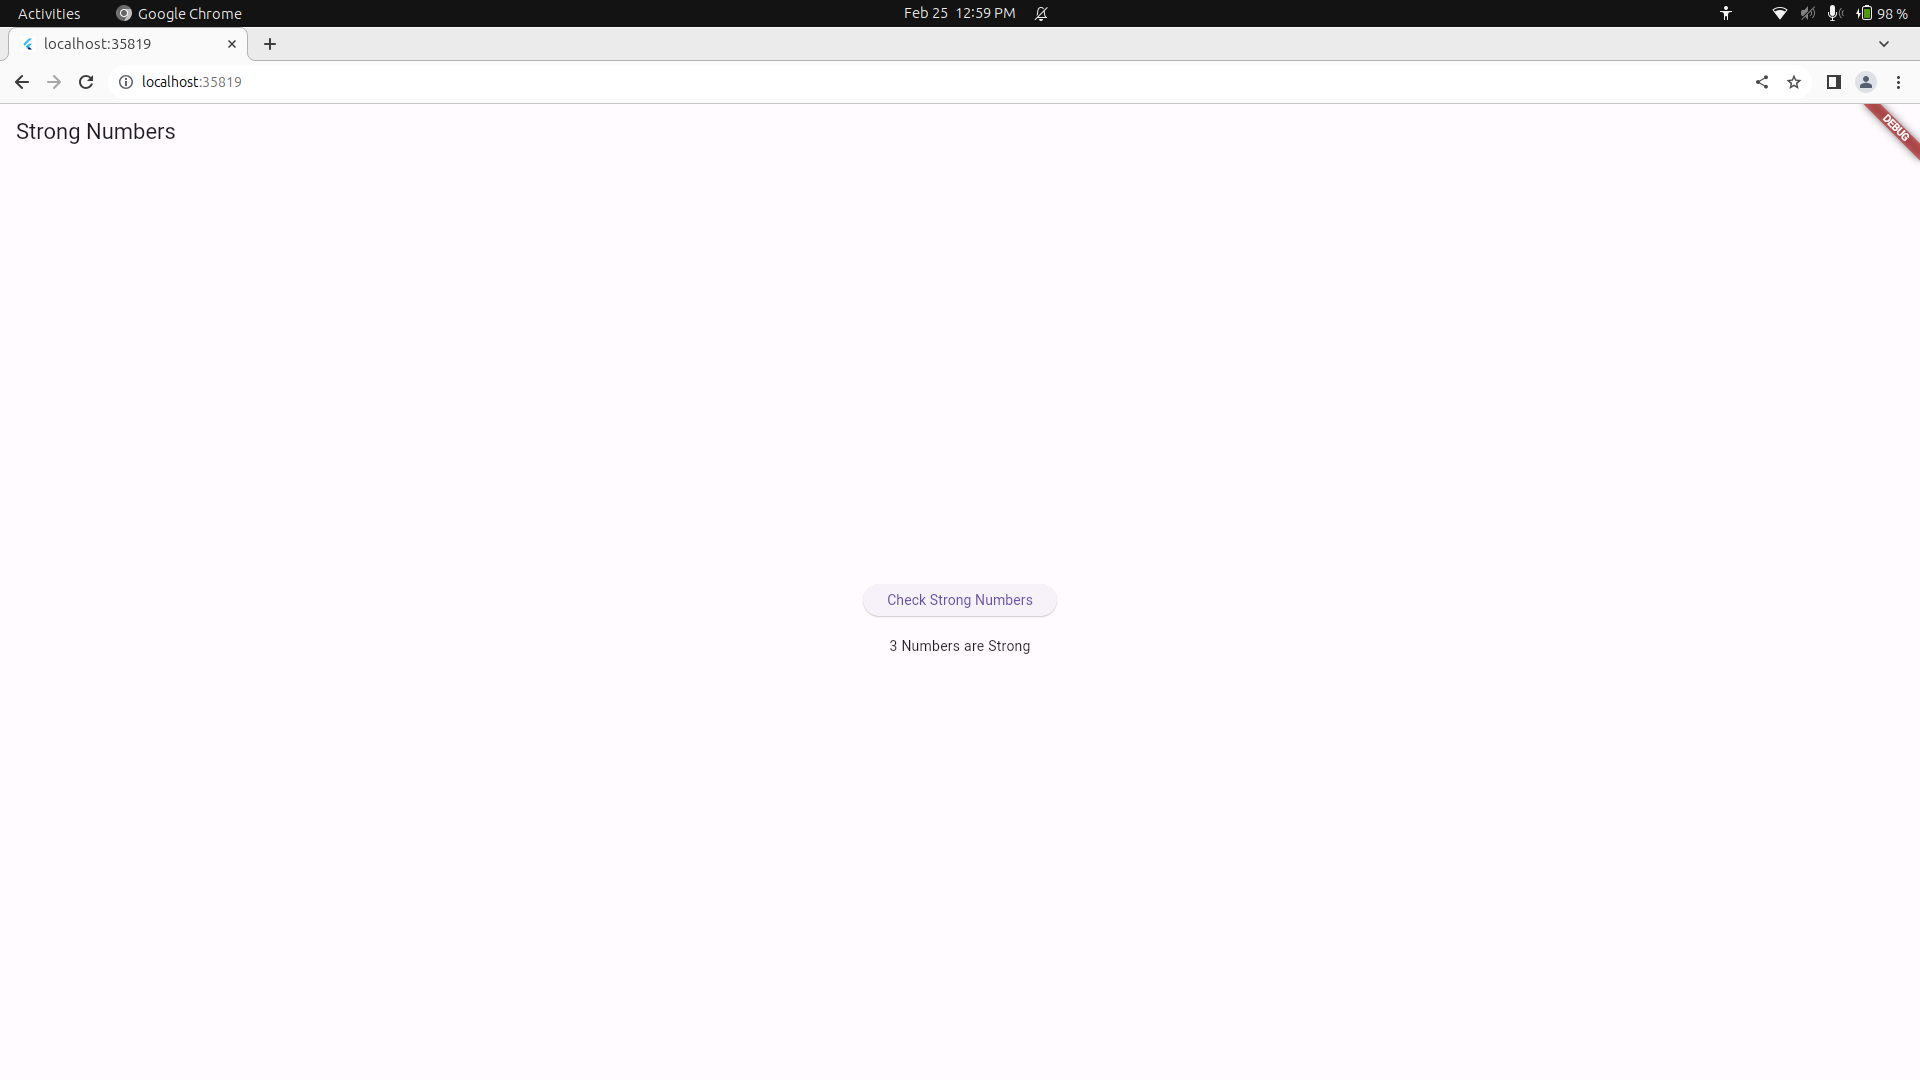 Activities Google Chrome Feb 25 12:59 PM 98 %
localhost:35819
localhost:35819
Strong Numbers
DEBUG
Check Strong Numbers
3 Numbers are Strong